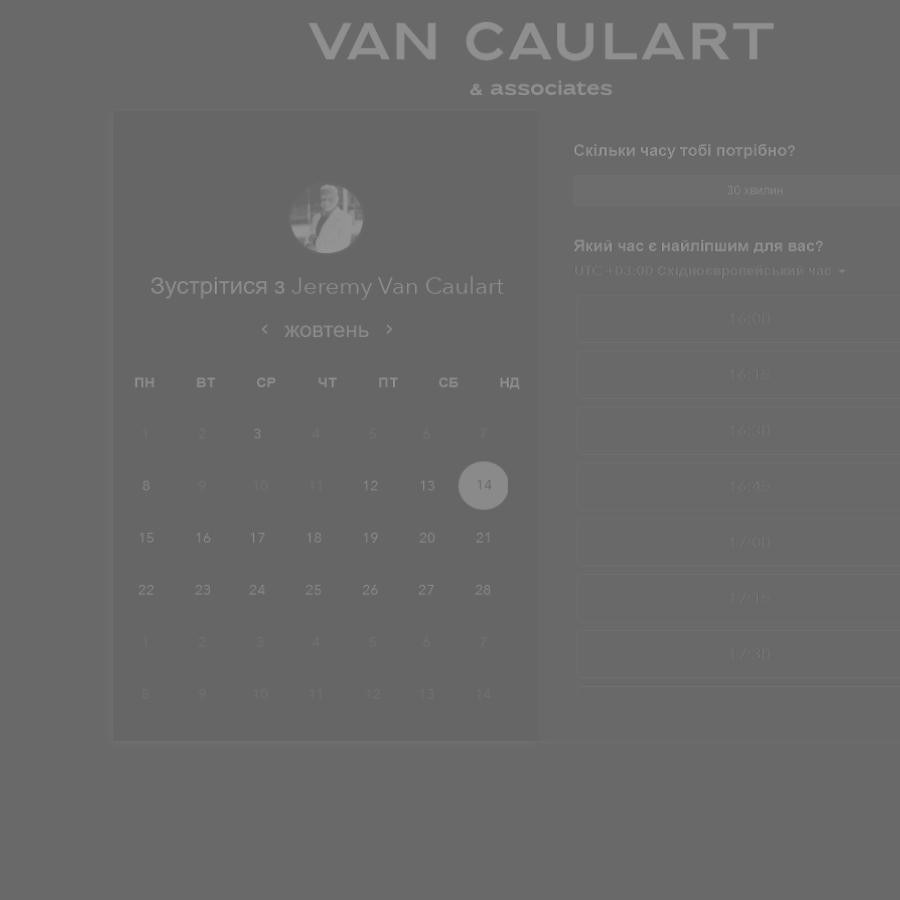 VAN CAULART
& associates
Зустрітися з Jeremy Van Caulart
< жовтень >
ПН ВТ СР ЧТ ПТ СБ НД
1 2 3 4 5 6 7
8 9 10 11 12 13 14
15 16 17 18 19 20 21
22 23 24 25 26 27 28
1 2 3 4 5 6 7
8 9 10 11 12 13 14
Скільки часу тобі потрібно?
30 хвилин
Який час є найліпшим для вас?
UTC +03:00 Східноєвропейський час
16:00
16:15
16:30
16:45
17:00
17:15
17:30